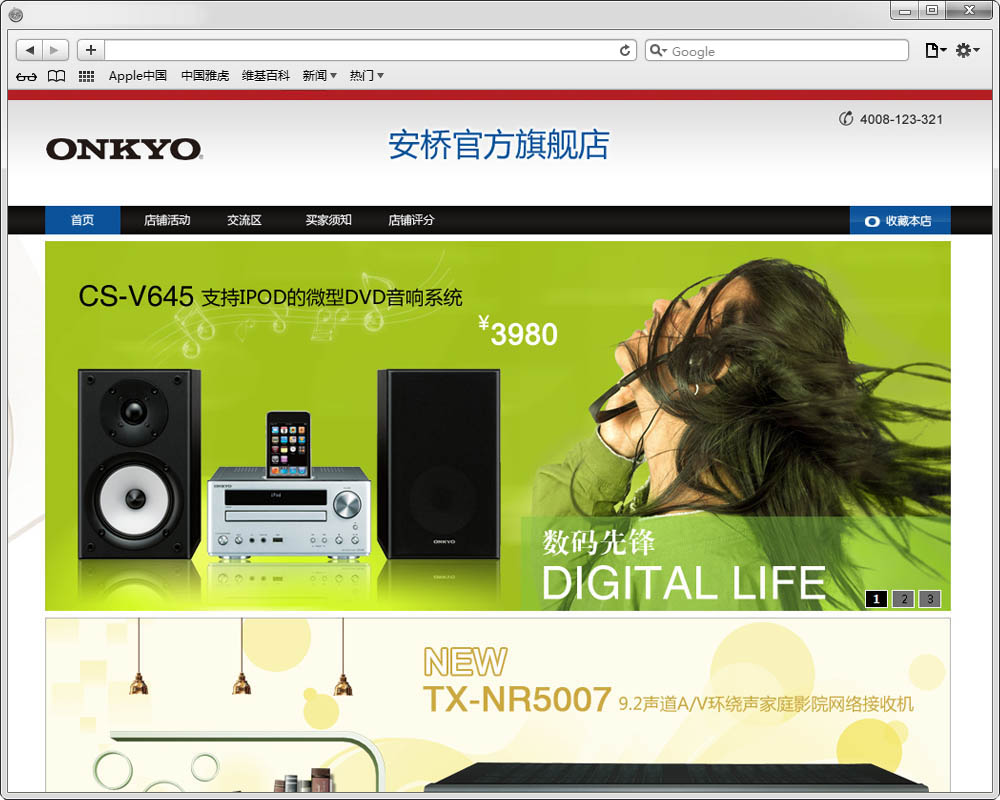 Google
Apple中国 中国雅虎 维基百科 新闻 热门
4008-123-321
ONKYO
安桥官方旗舰店
首页 店铺活动 交流区 买家须知 店铺评分 收藏本店
CS-V645 支持IPOD的微型DVD音响系统
¥3980
ONKYO
iPod
ONKYO
数码先锋
DIGITAL LIFE
1 2 3
NEW
TX-NR5007 9.2声道A/V环绕声家庭影院网络接收机